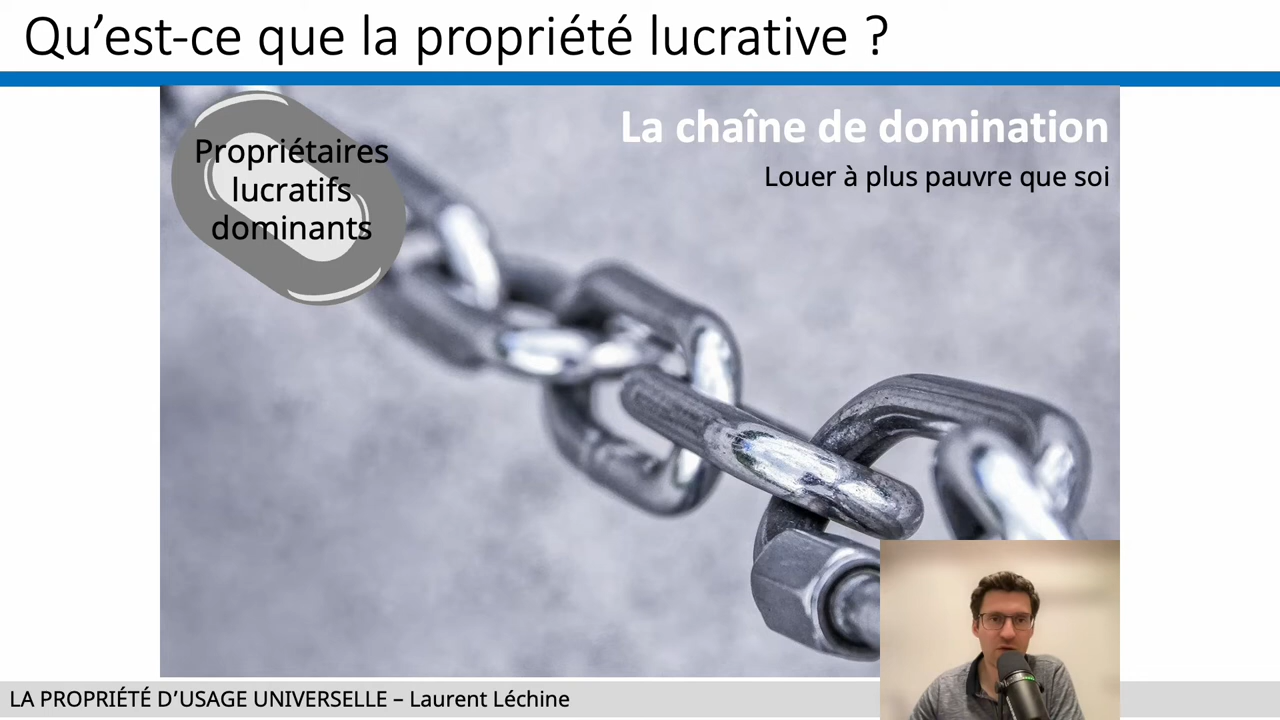 Qu’est-ce que la propriété lucrative ?
La chaîne de domination
Louer à plus pauvre que soi
Propriétaires
lucratifs
dominants
LA PROPRIÉTÉ D’USAGE UNIVERSELLE – Laurent Léchine